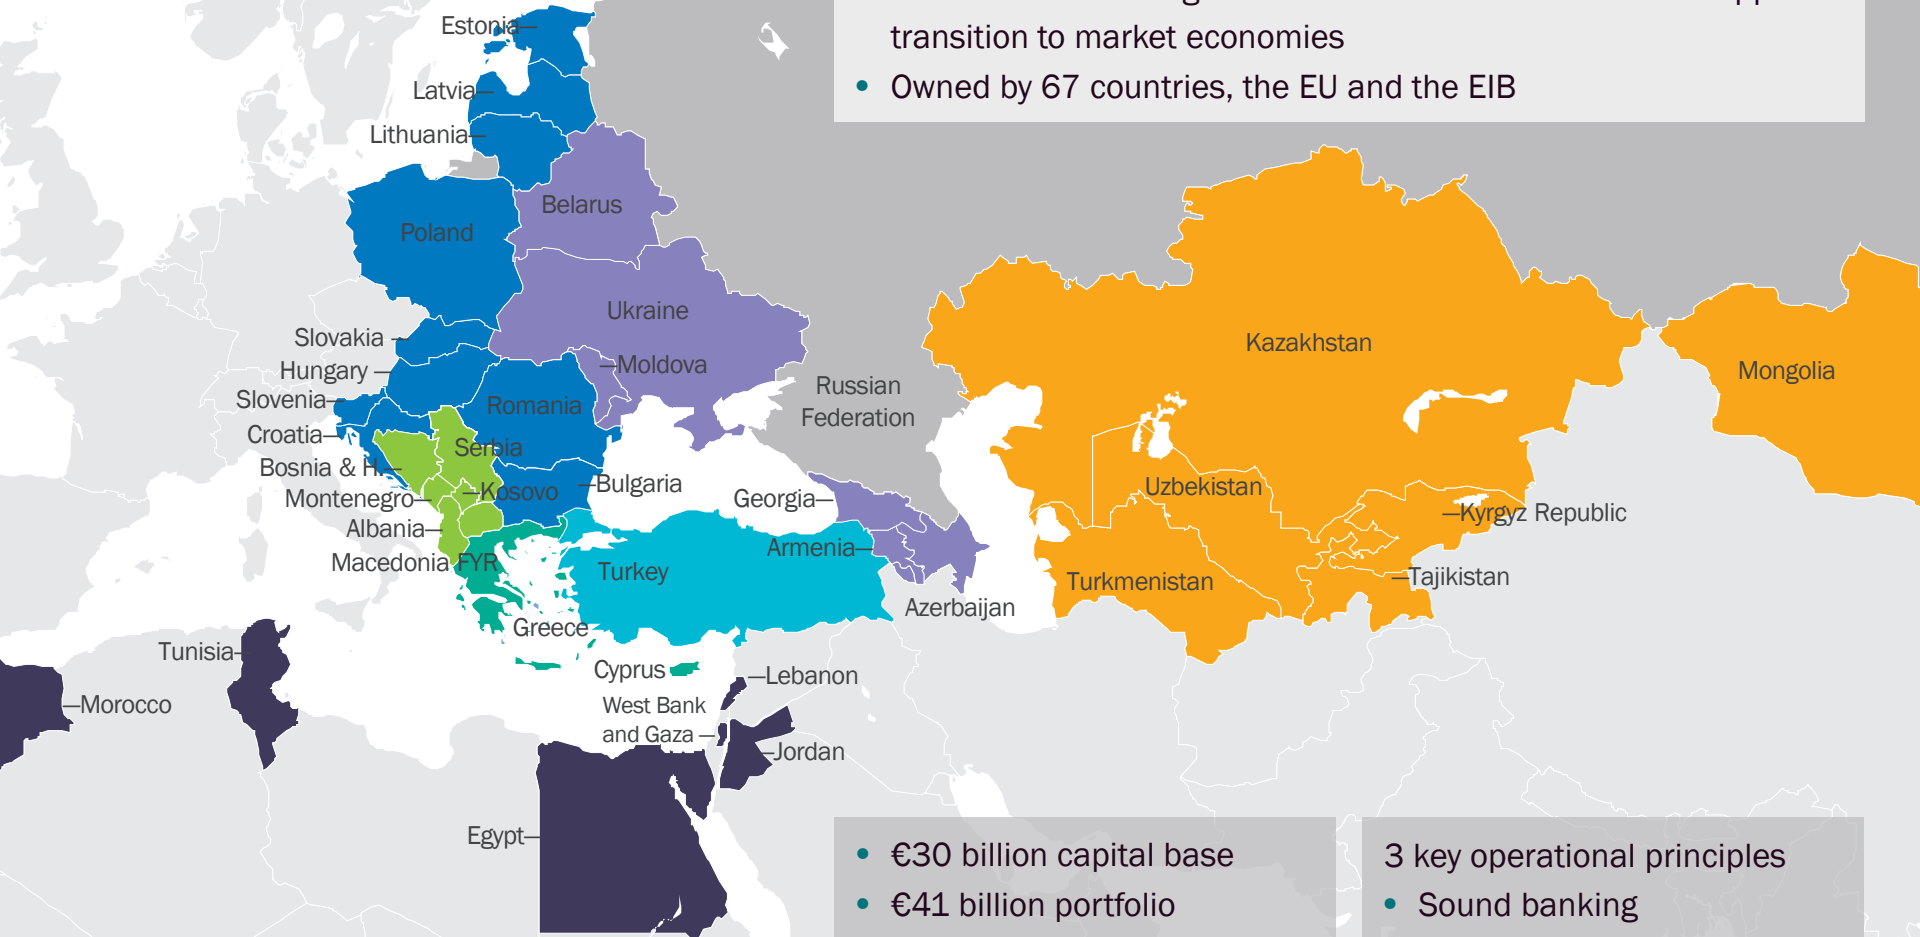 transition to market economies
• Owned by 67 countries, the EU and the EIB
Estonia
Latvia
Lithuania
Belarus
Poland
Ukraine
Slovakia
Hungary
Moldova
Slovenia
Romania
Croatia
Serbia
Bosnia & H.
Kosovo
Bulgaria
Montenegro
Albania
Macedonia FYR
Georgia
Armenia
Turkey
Azerbaijan
Greece
Cyprus
Russian
Federation
Kazakhstan
Mongolia
Uzbekistan
Kyrgyz Republic
Turkmenistan
Tajikistan
Tunisia
Morocco
Lebanon
West Bank
and Gaza
Jordan
Egypt
• €30 billion capital base
• €41 billion portfolio
3 key operational principles
• Sound banking